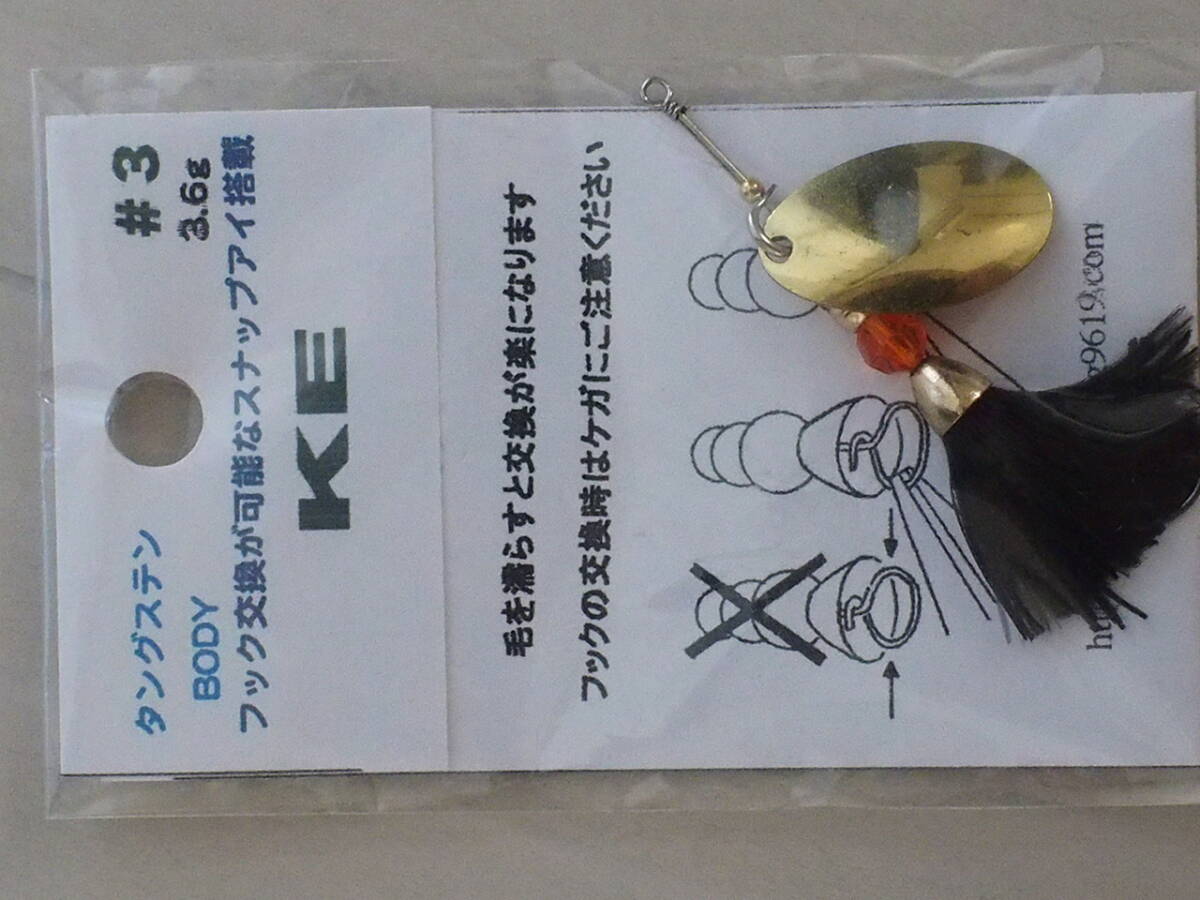 タングステン
#3
BODY
3.6g
フック交換が可能なスナップアイ搭載
KE
毛を濡らすと交換が楽になります
フックの交換時はケガにご注意ください
9619.com